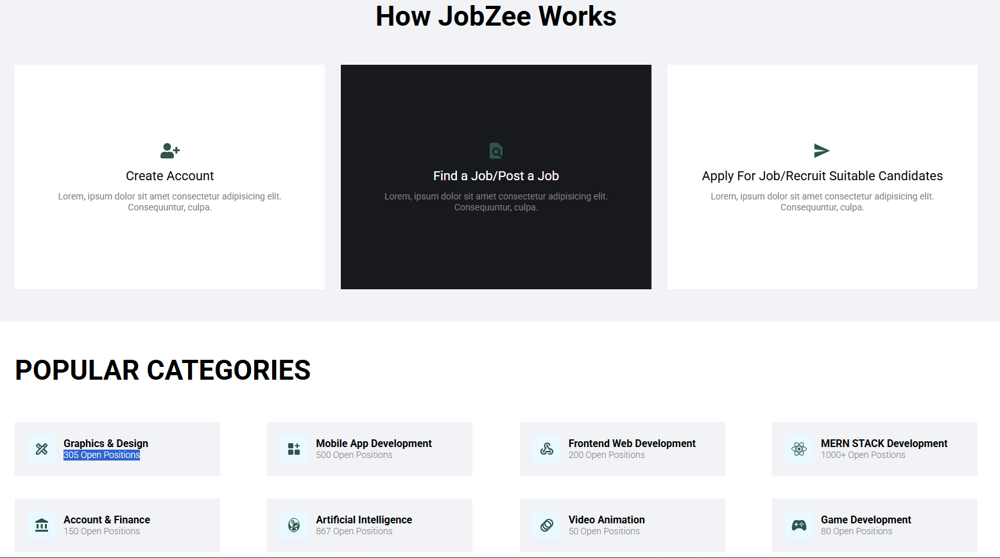 How JobZee Works
Create Account
Lorem, ipsum dolor sit amet consectetur adipisicing elit.
Consequuntur, culpa.
Find a Job/Post a Job
Lorem, ipsum dolor sit amet consectetur adipisicing elit.
Consequuntur, culpa.
Apply For Job/Recruit Suitable Candidates
Lorem, ipsum dolor sit amet consectetur adipisicing elit.
Consequuntur, culpa.
POPULAR CATEGORIES
Graphics & Design
305 Open Positions
Mobile App Development
500 Open Positions
Frontend Web Development
200 Open Positions
MERN STACK Development
1000+ Open Postions
Account & Finance
150 Open Positions
Artificial Intelligence
867 Open Positions
Video Animation
50 Open Positions
Game Development
80 Open Positions